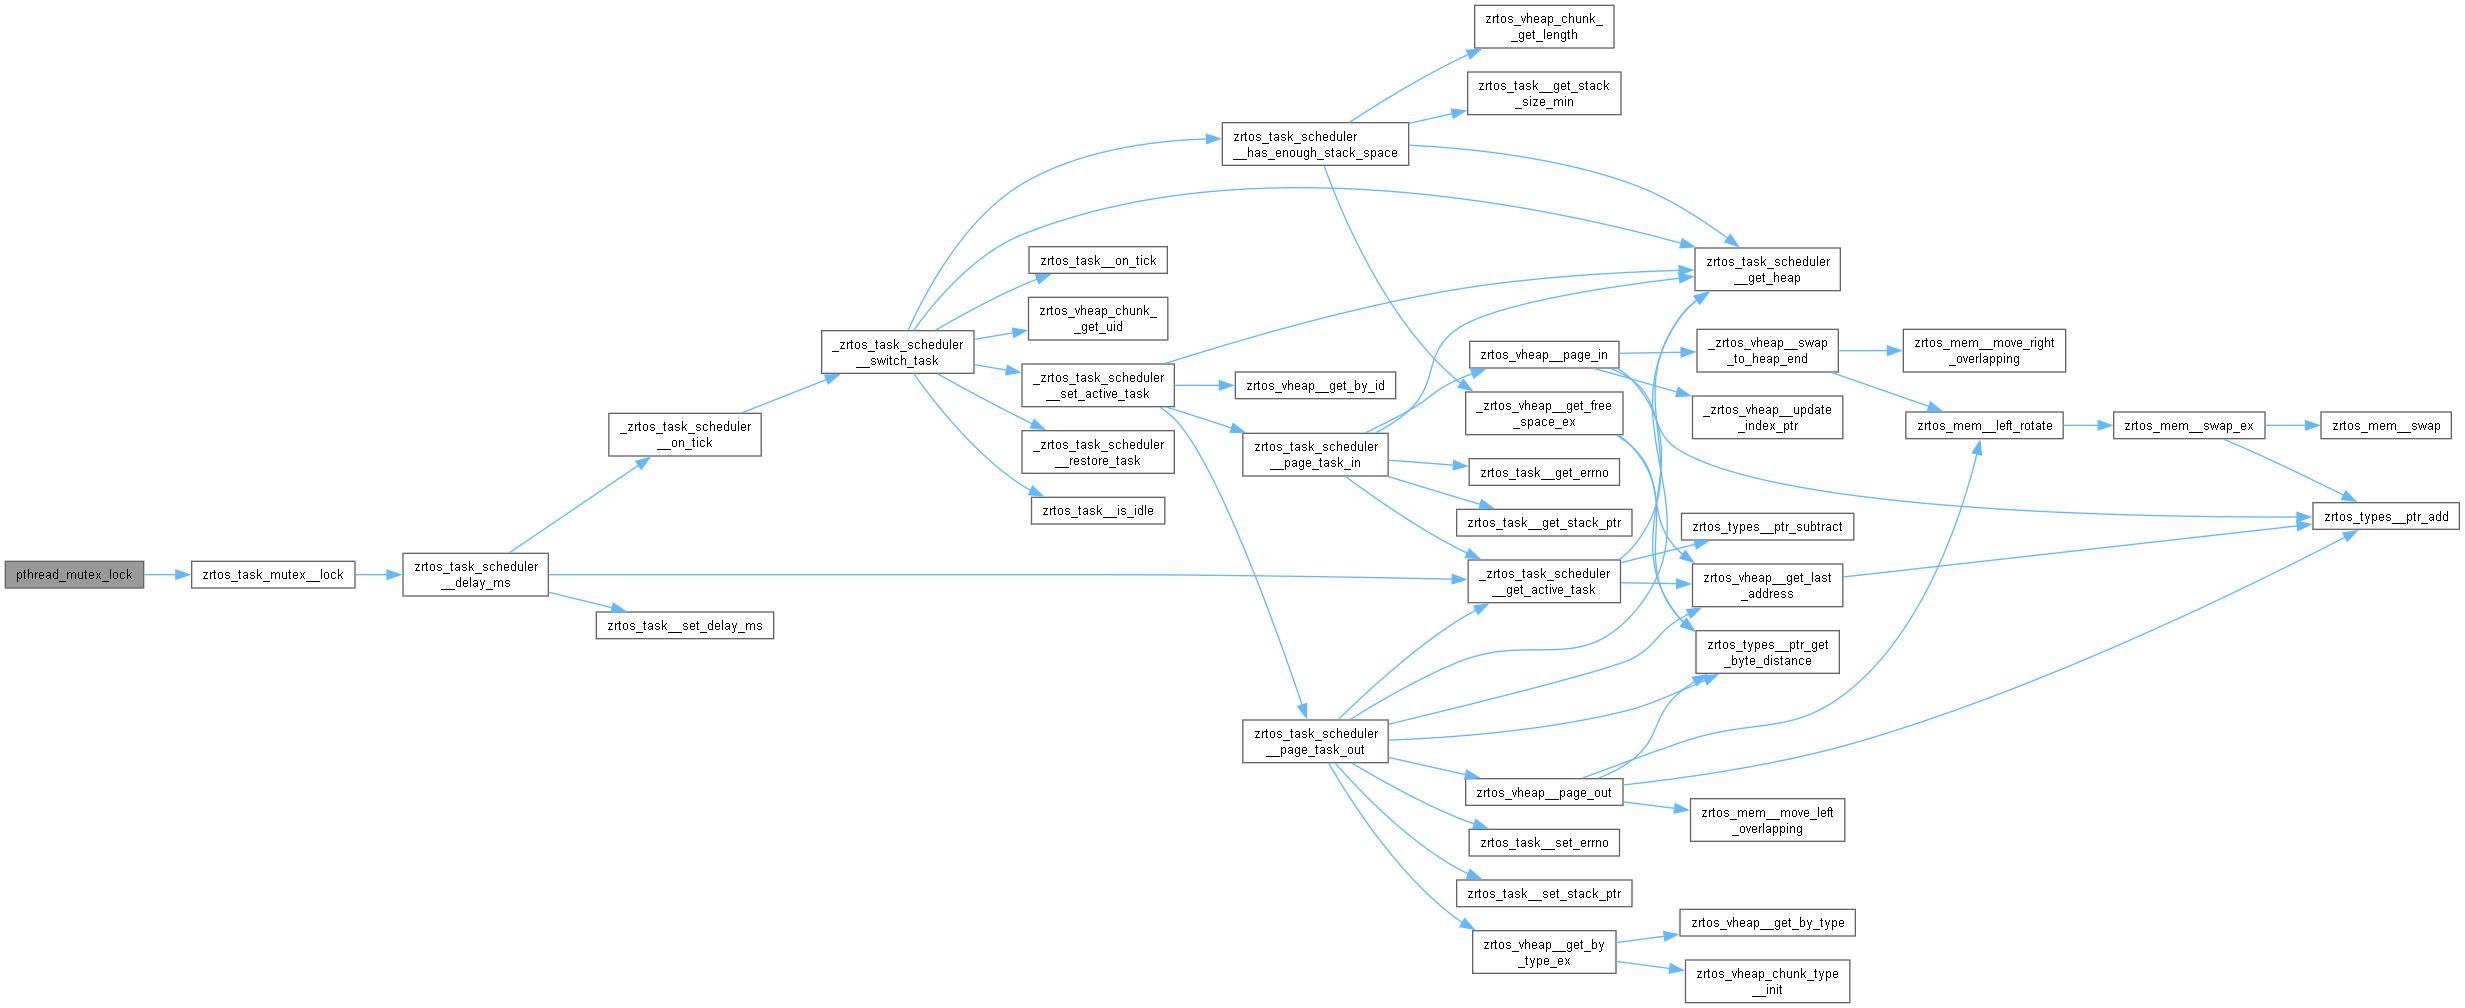 pthread_mutex_lock
zrtos_task_mutex__lock
zrtos_task_scheduler
__delay_ms
_zrtos_task_scheduler
__on_tick
zrtos_task__set_delay_ms
_zrtos_task_scheduler
__switch_task
zrtos_task__on_tick
zrtos_vheap_chunk_
_get_uid
_zrtos_task_scheduler
__set_active_task
_zrtos_task_scheduler
__restore_task
zrtos_task__is_idle
zrtos_task_scheduler
__has_enough_stack_space
zrtos_vheap__get_by_id
zrtos_task_scheduler
__page_task_in
zrtos_task_scheduler
__page_task_out
zrtos_vheap_chunk_
_get_length
zrtos_task__get_stack
_size_min
zrtos_vheap__page_in
_zrtos_vheap__get_free
_space_ex
zrtos_task__get_errno
zrtos_task__get_stack_ptr
_zrtos_task_scheduler
__get_active_task
zrtos_vheap__page_out
zrtos_task__set_errno
zrtos_task__set_stack_ptr
zrtos_vheap__get_by
_type_ex
zrtos_task_scheduler
__get_heap
_zrtos_vheap__swap
_to_heap_end
_zrtos_vheap__update
_index_ptr
zrtos_types__ptr_subtract
zrtos_vheap__get_last
_address
zrtos_types__ptr_get
_byte_distance
zrtos_mem__move_left
_overlapping
zrtos_vheap__get_by_type
zrtos_vheap_chunk_type
__init
zrtos_mem__move_right
_overlapping
zrtos_mem__left_rotate
zrtos_mem__swap_ex
zrtos_mem__swap
zrtos_types__ptr_add